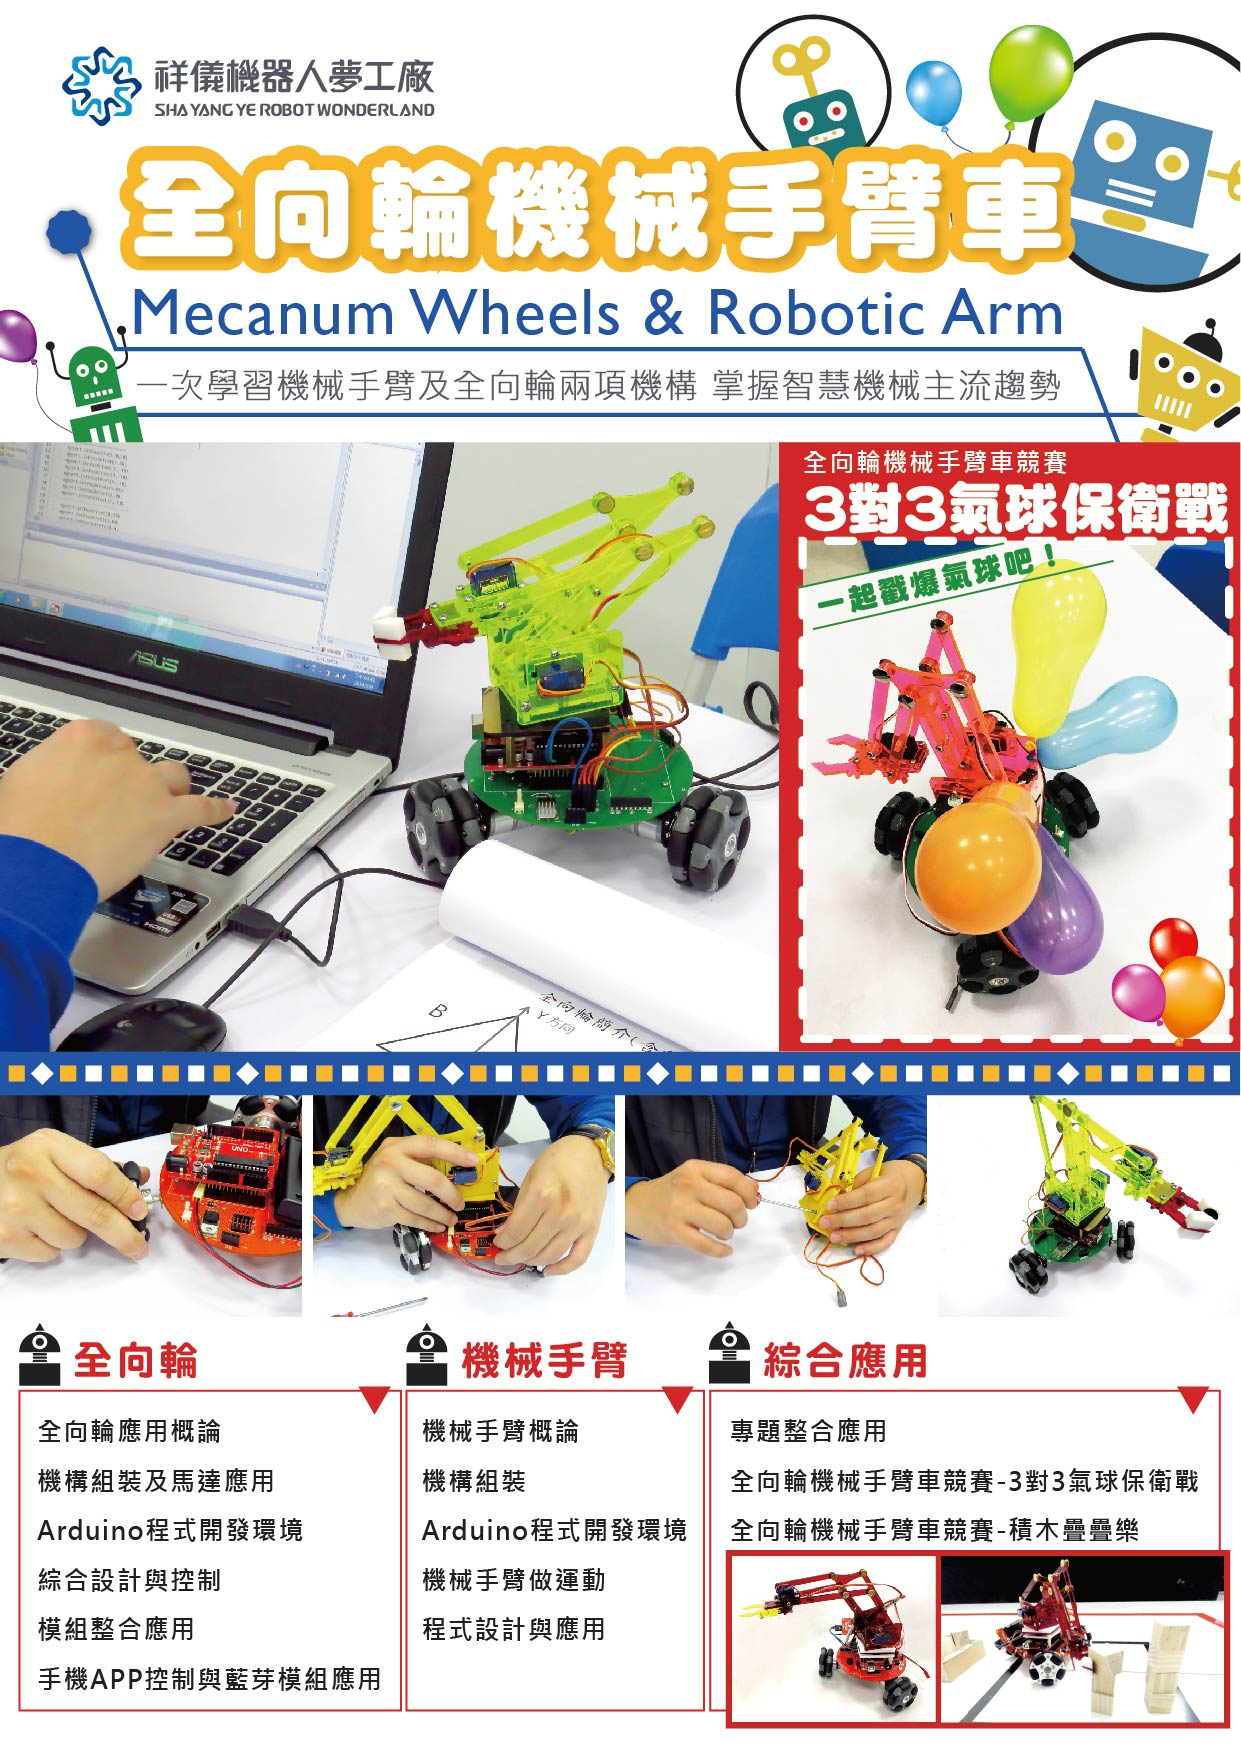 祥儀機器人夢工廠
SHA YANG YE ROBOT WONDERLAND
全向輪機械手臂車
Mecanum Wheels & Robotic Arm
一次學習機械手臂及全向輪兩項機構 掌握智慧機械主流趨勢
全向輪機械手臂車競賽
3對3氣球保衛戰
一起戳爆氣球吧！
ASUS
B
全向輪簡介(含
Y方向
UNO
全向輪
全向輪應用概論
機構組裝及馬達應用
Arduino程式開發環境
綜合設計與控制
模組整合應用
手機APP控制與藍芽模組應用
機械手臂
機械手臂概論
機構組裝
Arduino程式開發環境
機械手臂做運動
程式設計與應用
綜合應用
專題整合應用
全向輪機械手臂車競賽-3對3氣球保衛戰
全向輪機械手臂車競賽-積木疊疊樂